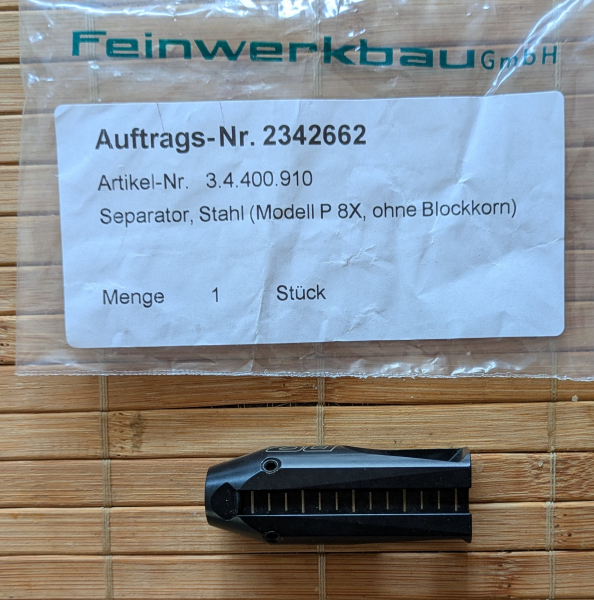 Feinwerkbau GmbH
Auftrags-Nr. 2342662
Artikel-Nr. 3.4.400.910
Separator, Stahl (Modell P 8X, ohne Blockkorn)
Menge 1 Stück